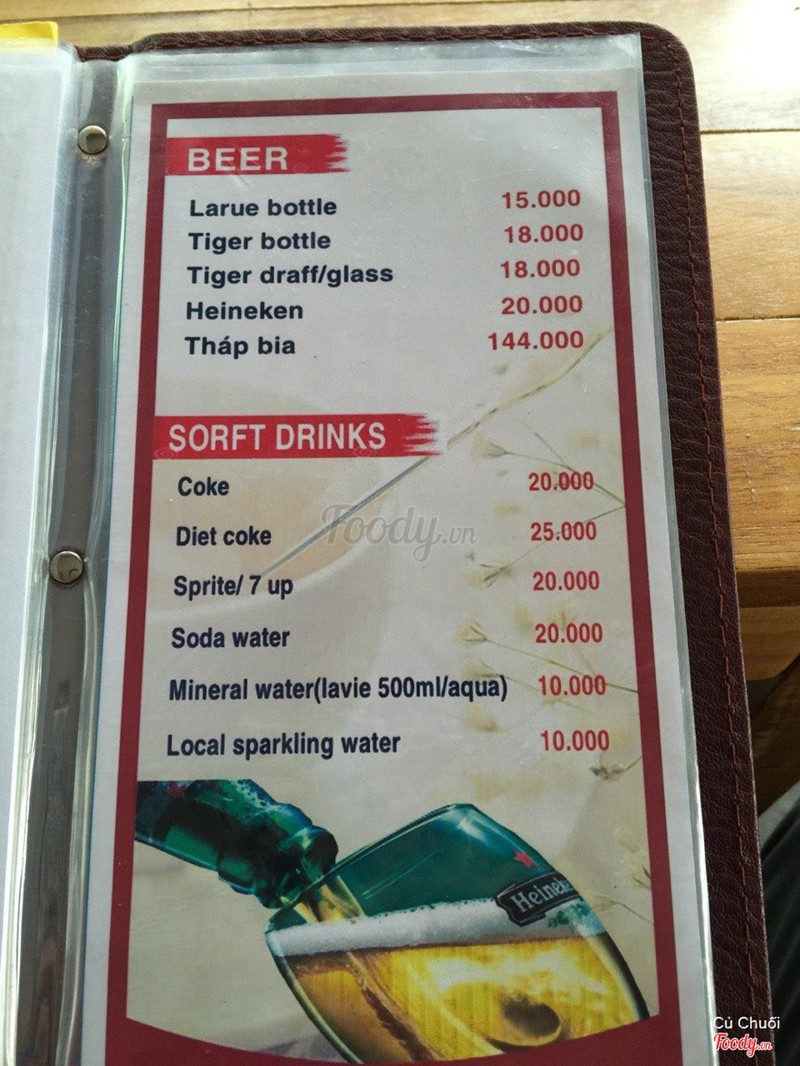 BEER
Larue bottle 15.000
Tiger bottle 18.000
Tiger draff/glass 18.000
Heineken 20.000
Tháp bia 144.000
SORFT DRINKS
Coke 20.000
Diet coke 25.000
Foody.vn
Sprite/ 7 up 20.000
Soda water 20.000
Mineral water(lavie 500ml/aqua) 10.000
Local sparkling water 10.000
Heineke
Củ Chuối
Foody.vn